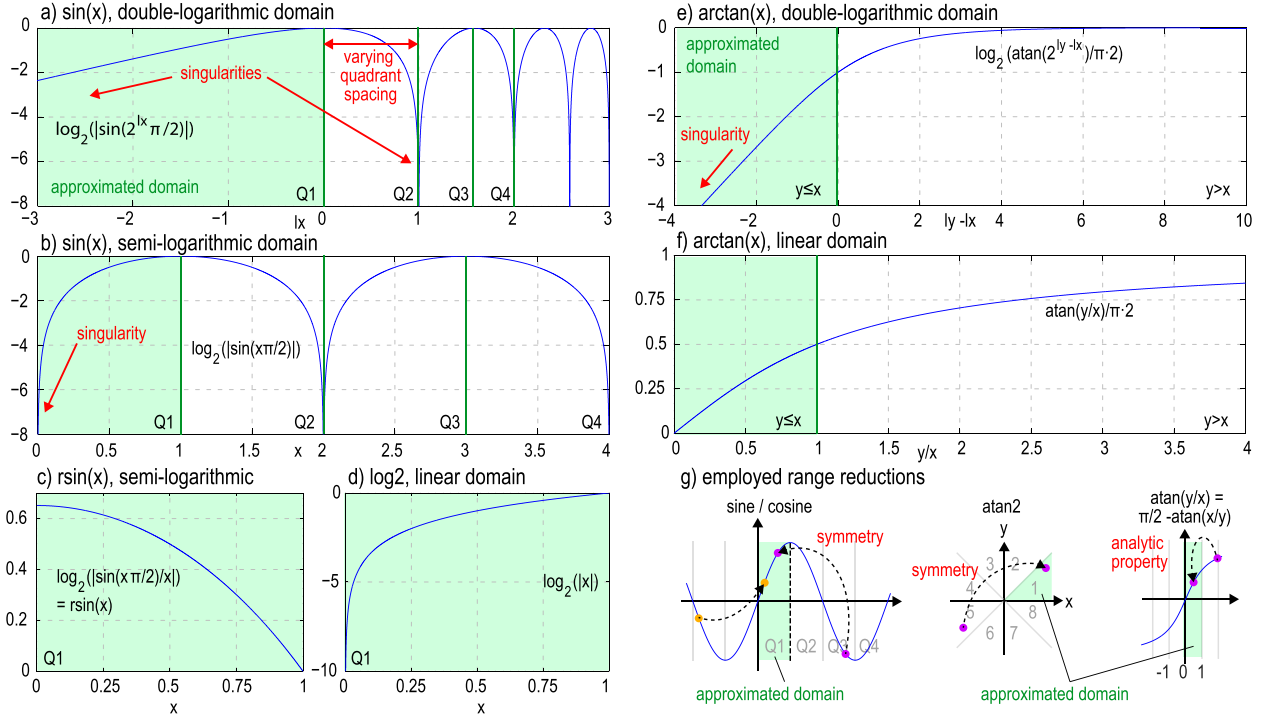 a) sin(x), double-logarithmic domain
0
−2
−4
−6
−8
singularities
varying
quadrant
spacing
log2(|sin(2^lx π/2)|)
approximated domain
Q1
Q2
Q3
Q4
−3
−2
−1
0
1
2
3
lx
b) sin(x), semi-logarithmic domain
0
−2
−4
−6
−8
singularity
log2(|sin(xπ/2)|)
Q1
Q2
Q3
Q4
0
0.5
1
1.5
2
2.5
3
3.5
4
x
c) rsin(x), semi-logarithmic
0.6
0.4
0.2
0
log2(|sin(xπ/2)/x|)
= rsin(x)
Q1
0
0.25
0.5
0.75
1
x
d) log2, linear domain
0
−5
−10
log2(|x|)
Q1
0
0.25
0.5
0.75
1
x
e) arctan(x), double-logarithmic domain
0
−1
−2
−3
−4
approximated
domain
log2(atan(2^ly -lx)/π·2)
singularity
y≤x
y>x
−4
−2
0
2
4
6
8
10
ly -lx
f) arctan(x), linear domain
1
0.75
0.5
0.25
0
atan(y/x)/π·2
y≤x
y>x
0
0.5
1
1.5
2
2.5
3
3.5
4
y/x
g) employed range reductions
sine / cosine
symmetry
Q1
Q2
Q3
Q4
approximated domain
atan2
y
symmetry
3
2
4
1
x
5
8
6
7
approximated domain
atan(y/x) =
π/2 -atan(x/y)
analytic
property
-1 0 1